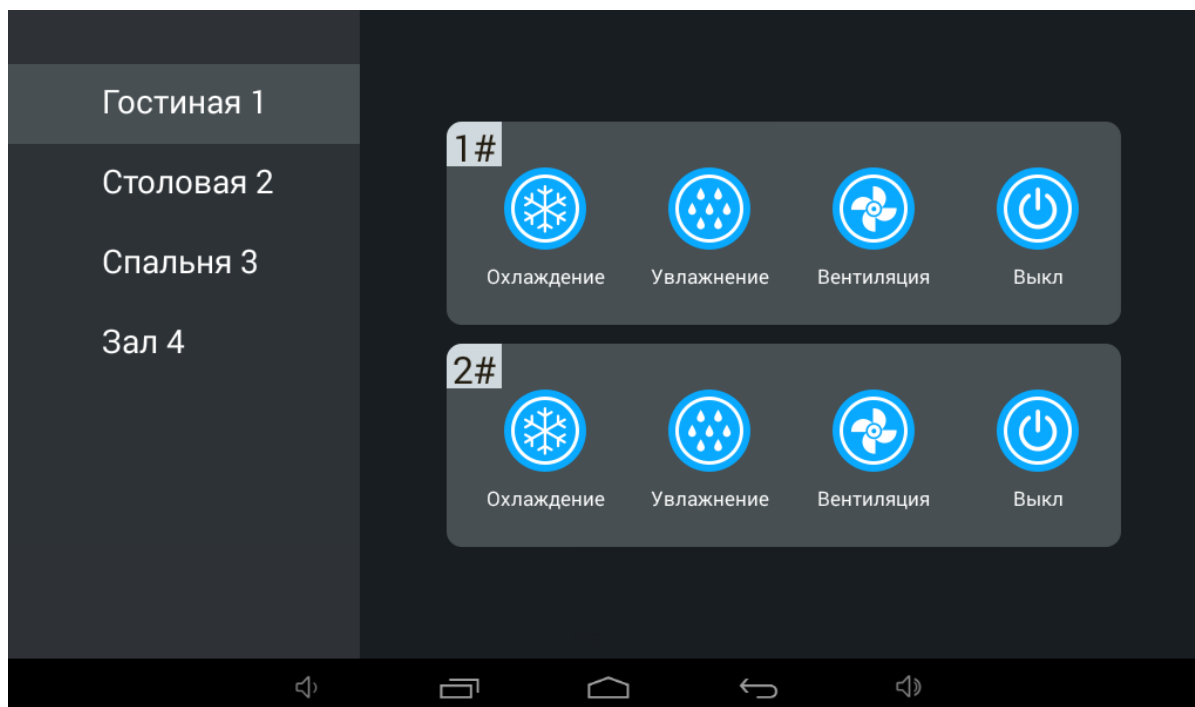 Гостиная 1
Столовая 2
Спальня 3
Зал 4
1#
Охлаждение Увлажнение Вентиляция Выкл
2#
Охлаждение Увлажнение Вентиляция Выкл